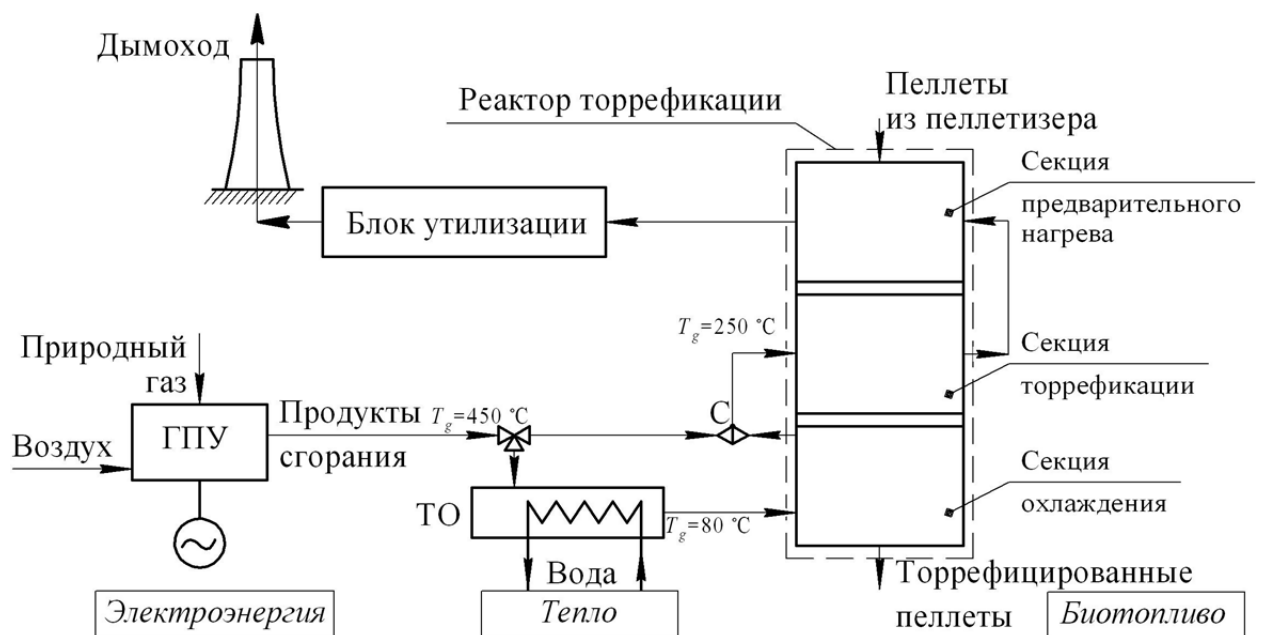 Дымоход
Реактор торрефикации
Пеллеты
из пеллетизера
Секция
предварительного
нагрева
Блок утилизации
T_g=250 °C
Секция
торрефикации
Природный
газ
Продукты
сгорания
T_g=450 °C
С
ГПУ
Воздух
Секция
охлаждения
ТО
T_g=80 °C
Вода
Торрефицированные
пеллеты
Электроэнергия
Тепло
Биотопливо